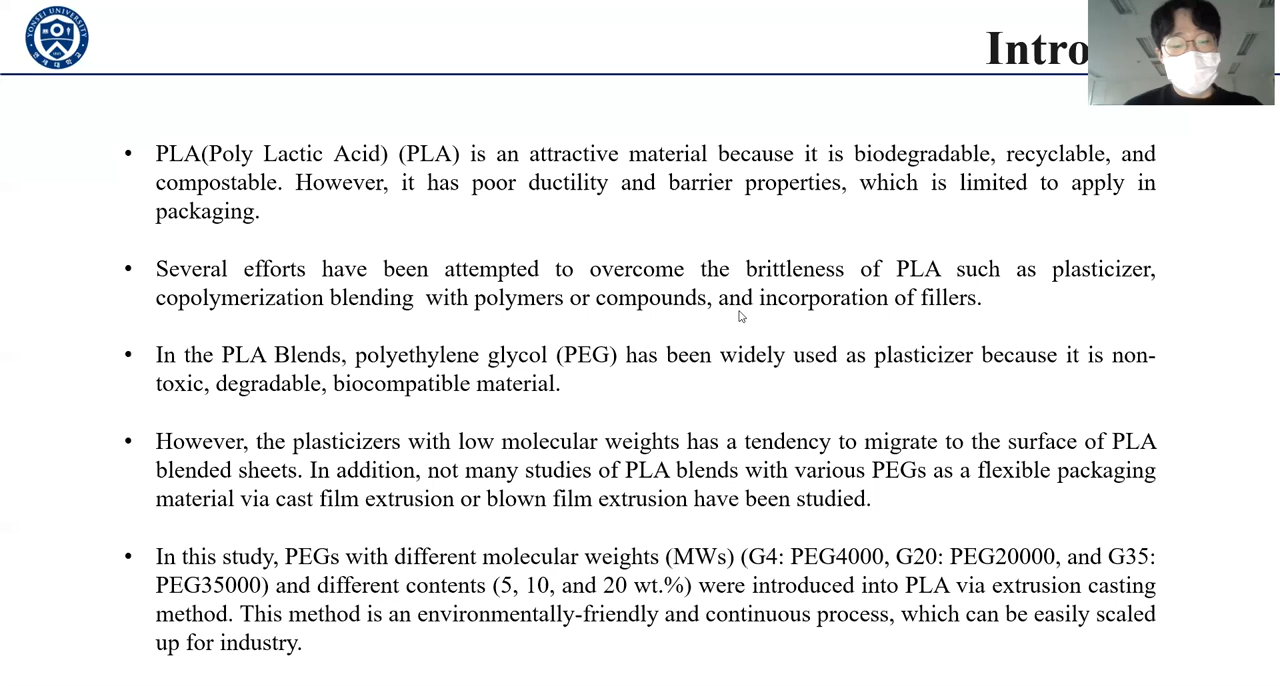 YONSEI UNIVERSITY
Intro
• PLA(Poly Lactic Acid) (PLA) is an attractive material because it is biodegradable, recyclable, and
compostable. However, it has poor ductility and barrier properties, which is limited to apply in
packaging.
• Several efforts have been attempted to overcome the brittleness of PLA such as plasticizer,
copolymerization blending with polymers or compounds, and incorporation of fillers.
• In the PLA Blends, polyethylene glycol (PEG) has been widely used as plasticizer because it is non-
toxic, degradable, biocompatible material.
• However, the plasticizers with low molecular weights has a tendency to migrate to the surface of PLA
blended sheets. In addition, not many studies of PLA blends with various PEGs as a flexible packaging
material via cast film extrusion or blown film extrusion have been studied.
• In this study, PEGs with different molecular weights (MWs) (G4: PEG4000, G20: PEG20000, and G35:
PEG35000) and different contents (5, 10, and 20 wt.%) were introduced into PLA via extrusion casting
method. This method is an environmentally-friendly and continuous process, which can be easily scaled
up for industry.